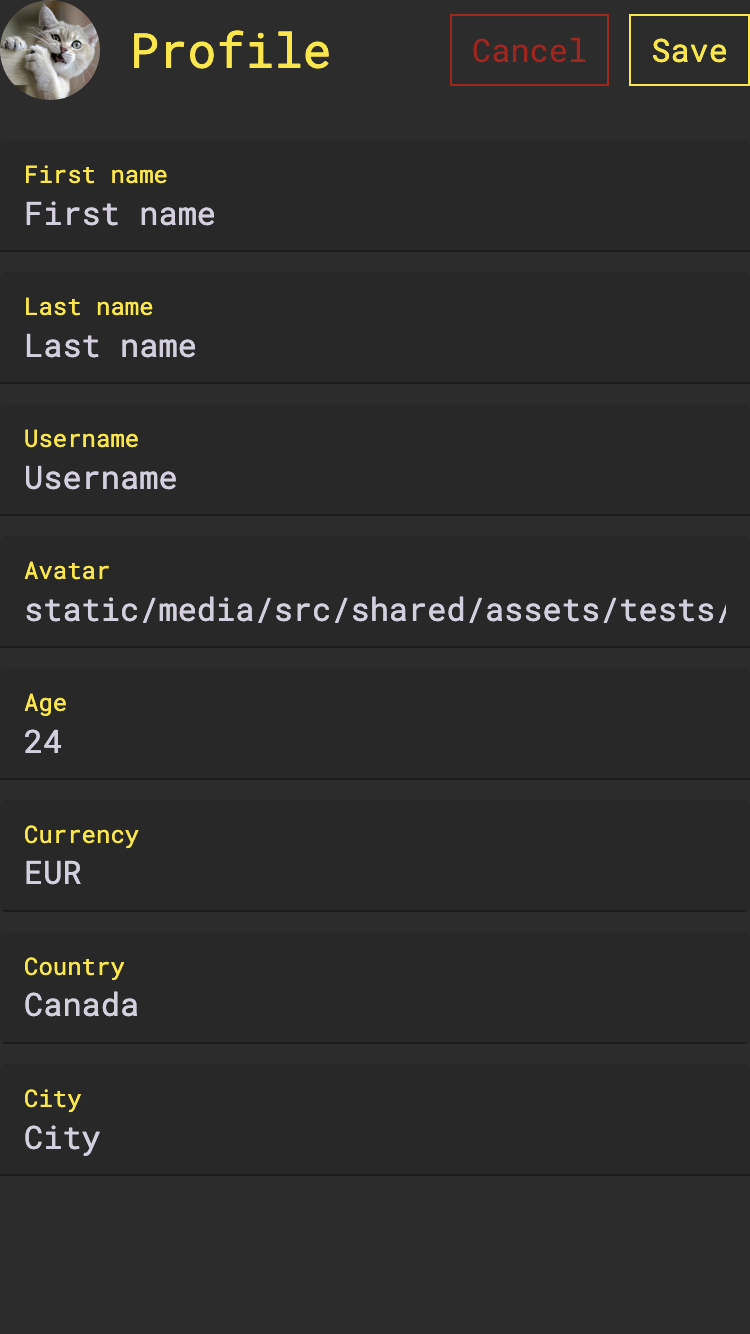 Profile
Cancel
Save
First name
First name
Last name
Last name
Username
Username
Avatar
static/media/src/shared/assets/tests/
Age
24
Currency
EUR
Country
Canada
City
City